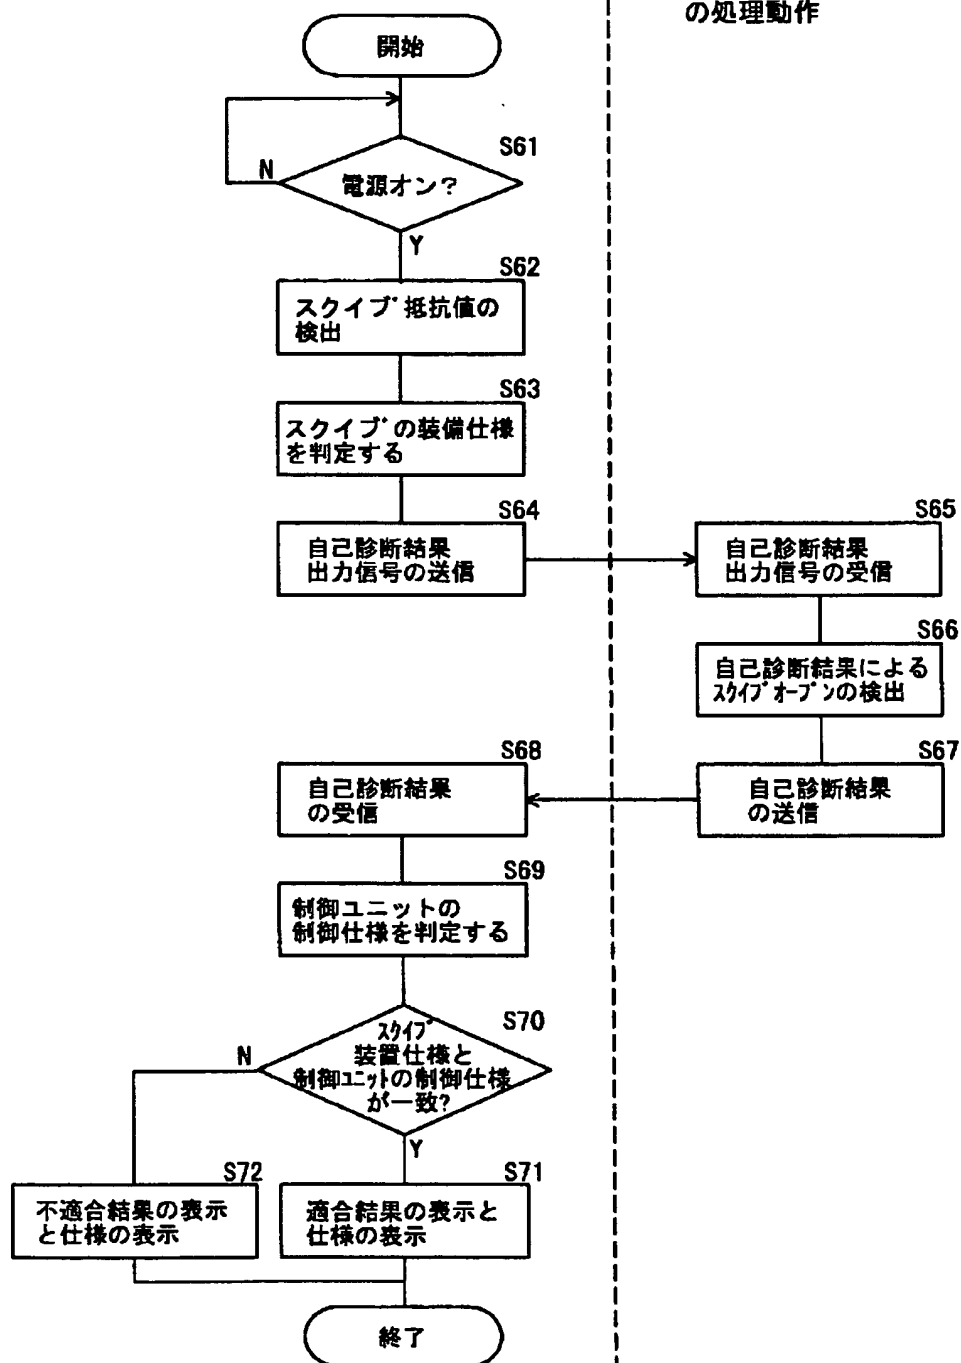 の処理動作
開始
S61
N
電源オン？
Y
S62
スクイブ抵抗値の
検出
S63
スクイブの装備仕様
を判定する
S64
自己診断結果
出力信号の送信
S65
自己診断結果
出力信号の受信
S66
自己診断結果による
スクイブオープンの検出
S67
自己診断結果
の送信
S68
自己診断結果
の受信
S69
制御ユニットの
制御仕様を判定する
S70
N
スクイブ
装置仕様と
制御ユニットの制御仕様
が一致?
Y
S72
不適合結果の表示
と仕様の表示
S71
適合結果の表示と
仕様の表示
終了